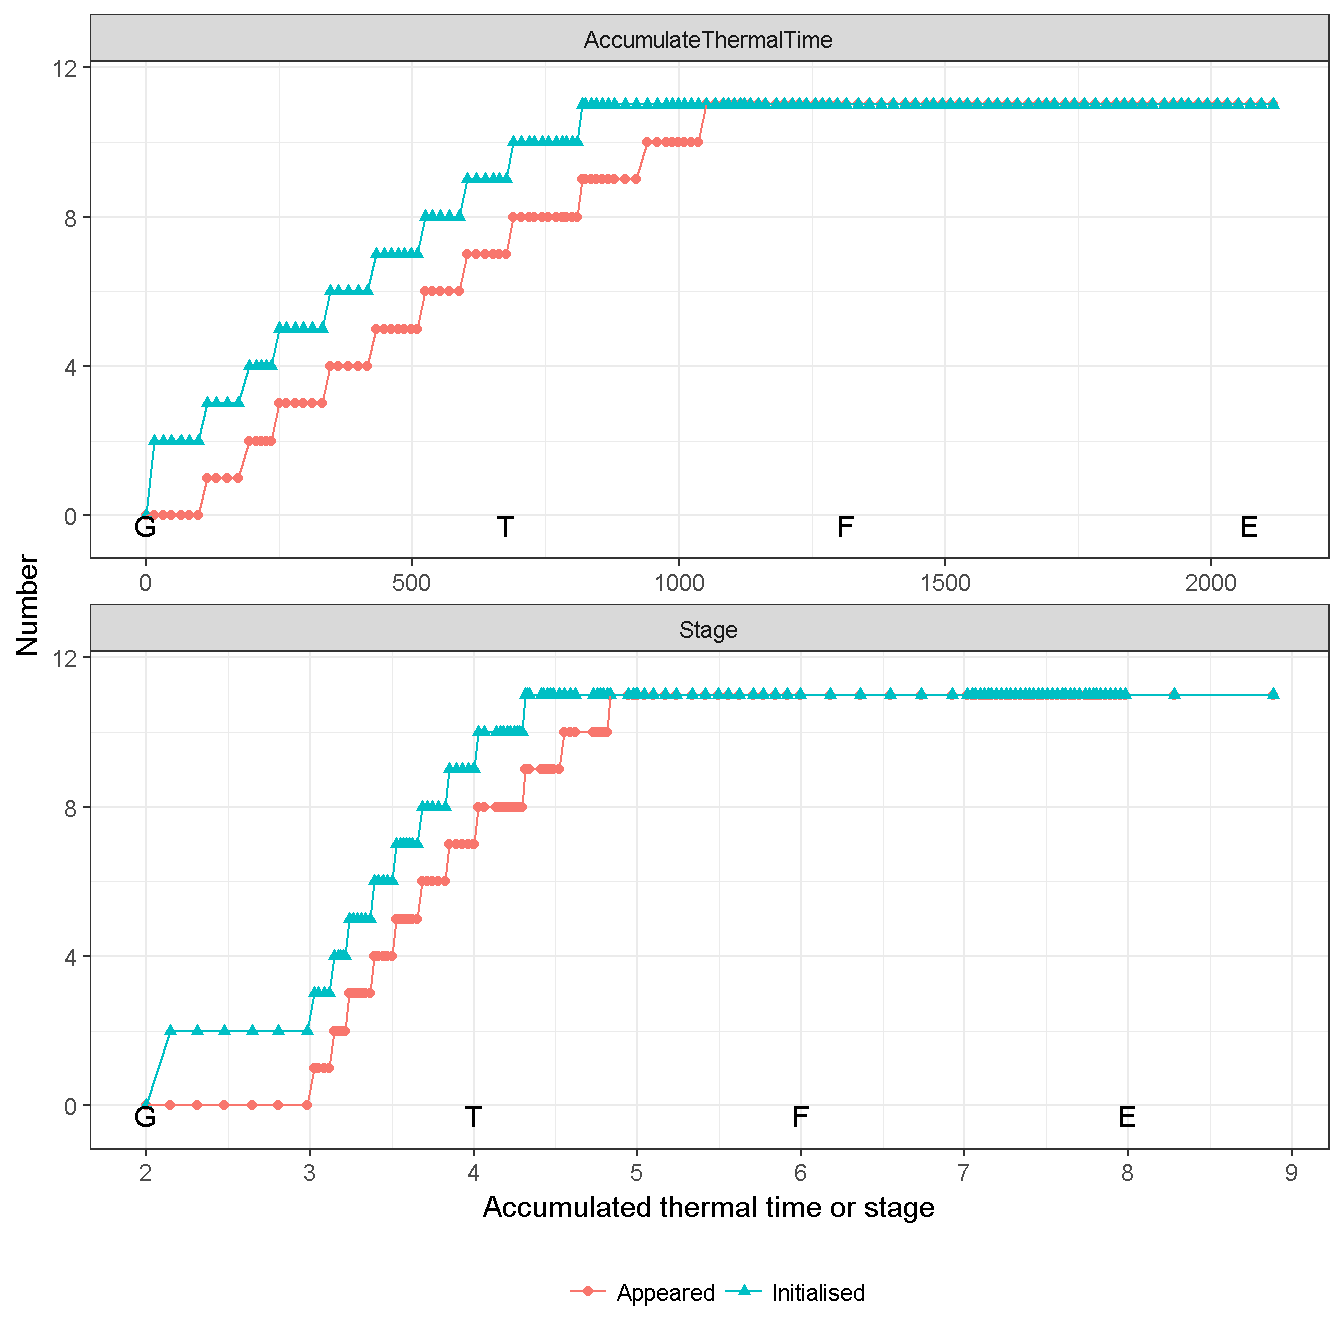 AccumulateThermalTime
12
8
4
0
G T F E
0 500 1000 1500 2000
Number
Stage
12
8
4
0
G T F E
2 3 4 5 6 7 8 9
Accumulated thermal time or stage
Appeared Initialised